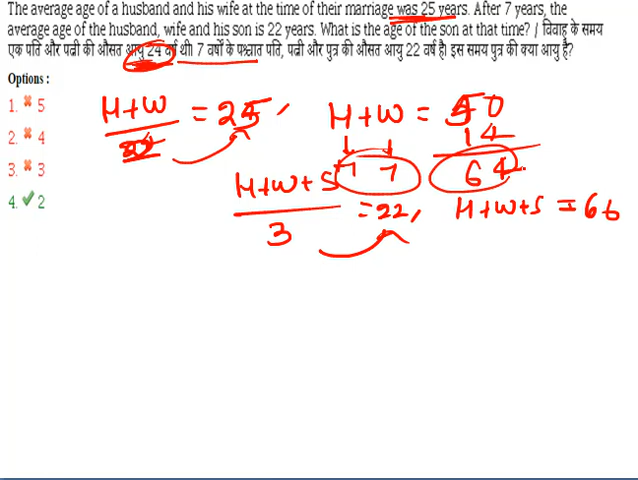 The average age of a husband and his wife at the time of their marriage was 25 years. After 7 years, the
average age of the husband, wife and his son is 22 years. What is the age of the son at that time? / विवाह के समय
एक पति और पत्नी की औसत आयु 24 वर्ष थी। 7 वर्षों के पश्चात पति, पत्नी और पुत्र की औसत आयु 22 वर्ष है। इस समय पुत्र की क्या आयु है?
Options :
1. 5
2. 4
3. 3
4. 2
H+W = 25
H+W = 50
14
7 7 64
H+W+S = 22, H+W+S = 66
3